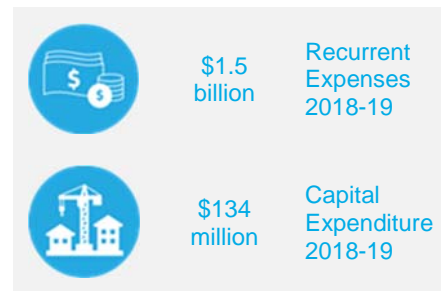 $1.5
billion
Recurrent
Expenses
2018-19
$134
million
Capital
Expenditure
2018-19